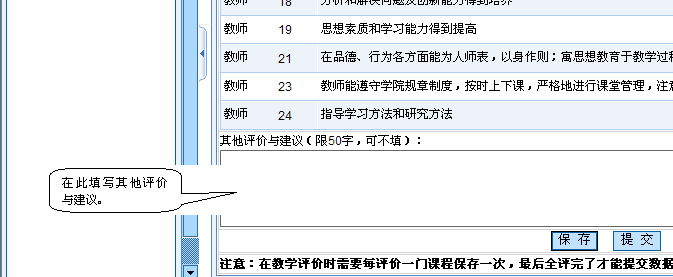 教师 18 分析和解决问题及创新能力得到培养
教师 19 思想素质和学习能力得到提高
教师 21 在品德、行为各方面能为人师表，以身作则；寓思想教育于教学过程
教师 23 教师能遵守学院规章制度，按时上下课，严格地进行课堂管理，注意
教师 24 指导学习方法和研究方法
其他评价与建议（限50字，可不填）：
在此填写其他评价
与建议。
保 存 提 交
注意：在教学评价时需要每评价一门课程保存一次，最后全评完了才能提交数据